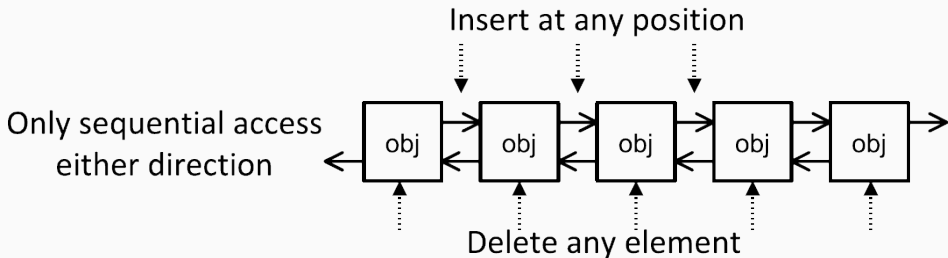 Insert at any position
Only sequential access
either direction
obj obj obj obj obj
Delete any element